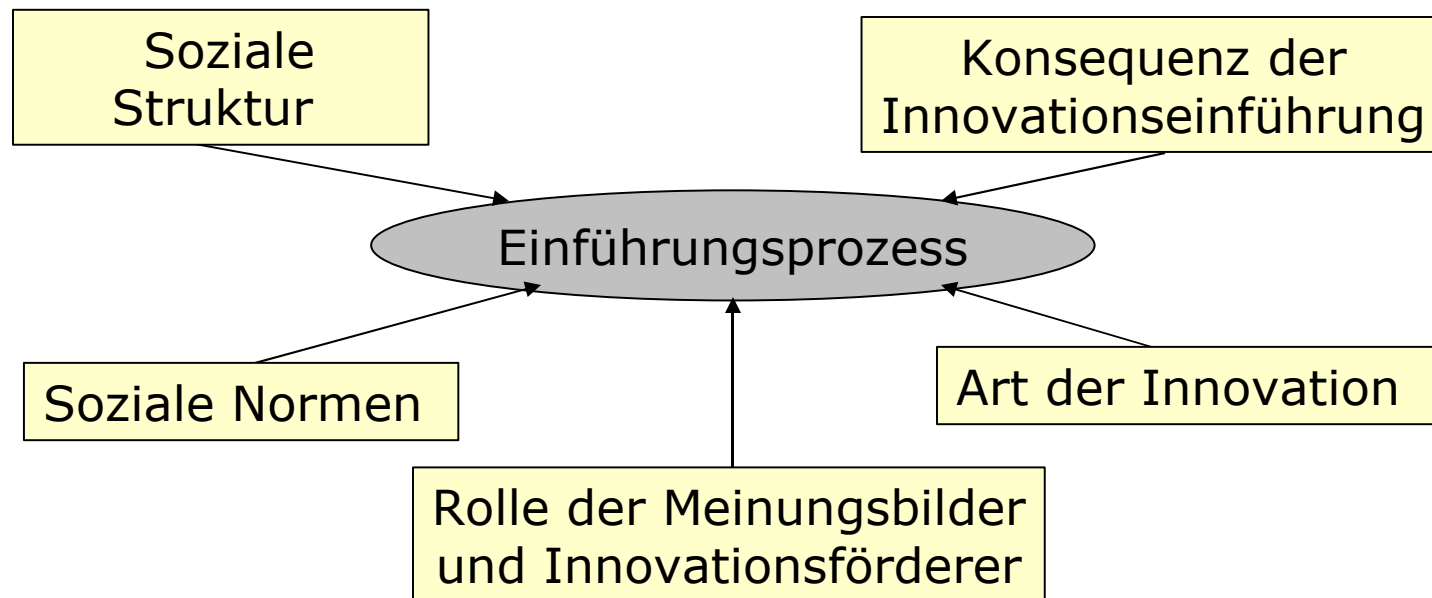 Soziale
Struktur
Konsequenz der
Innovationseinführung
Einführungsprozess
Soziale Normen
Art der Innovation
Rolle der Meinungsbilder
und Innovationsförderer